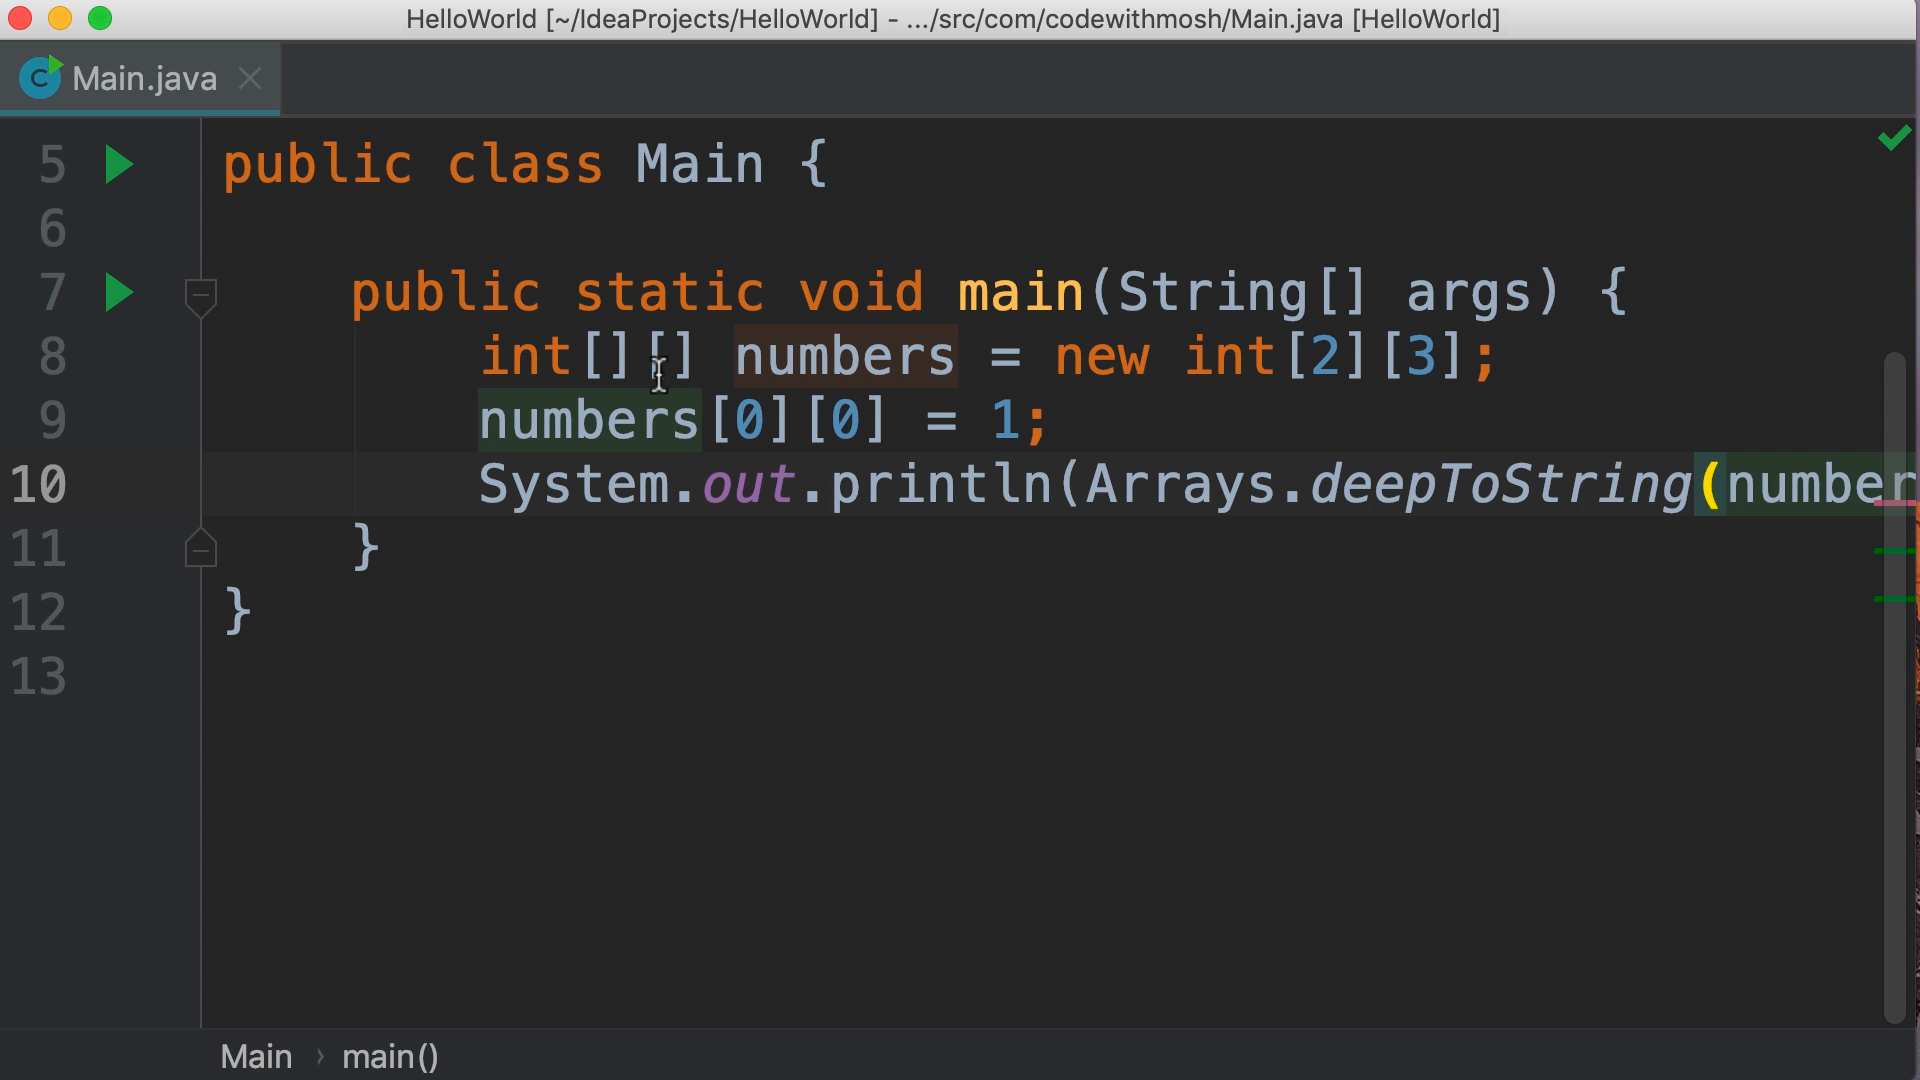 HelloWorld [~/IdeaProjects/HelloWorld] - .../src/com/codewithmosh/Main.java [HelloWorld]
C Main.java
5 public class Main {
6
7 public static void main(String[] args) {
8 int[][] numbers = new int[2][3];
9 numbers[0][0] = 1;
10 System.out.println(Arrays.deepToString(number
11 }
12 }
13
Main › main()